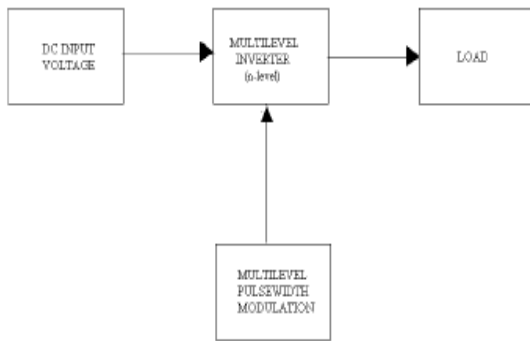 DC INPUT
VOLTAGE
MULTILEVEL
INVERTER
(n-level)
LOAD
MULTILEVEL
PULSEWIDTH
MODULATION